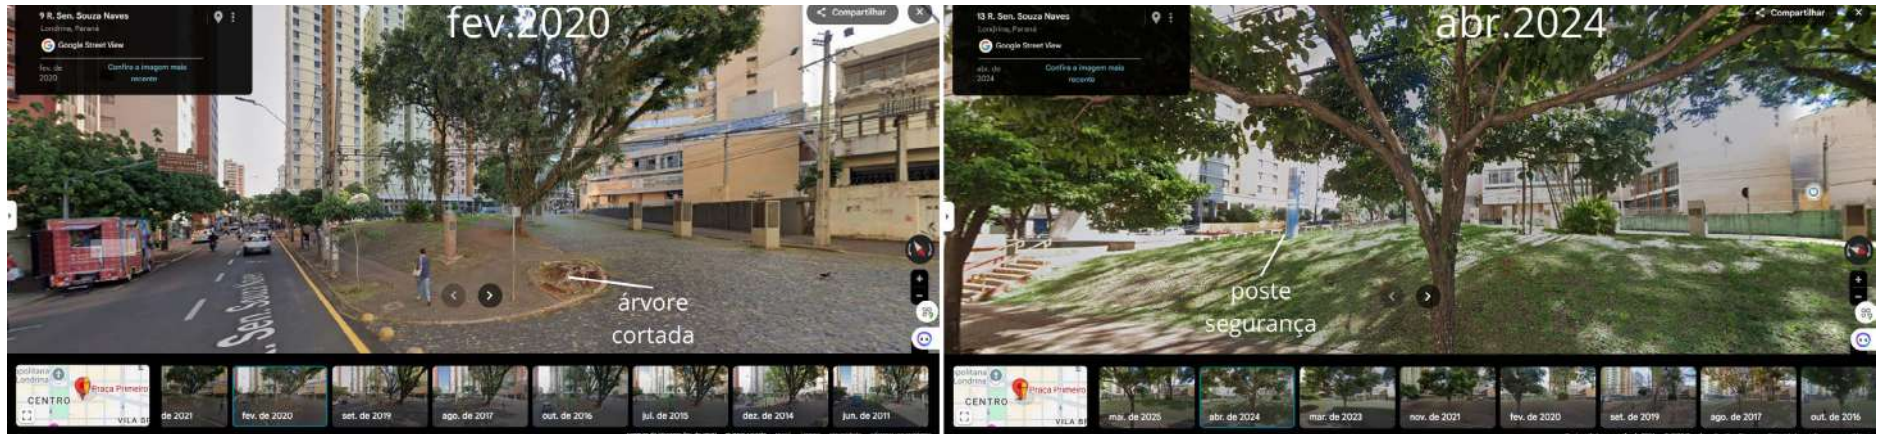 9 R. Sen. Souza Naves
Londrina, Paraná
Google Street View
fev. de
2020
Confira a imagem mais
recente
fev.2020
Compartilhar
. Sen. Sou
árvore
cortada
CENTRO
Praça Primeiro
de 2021
fev. de 2020
set. de 2019
ago. de 2017
out. de 2016
jul. de 2015
dez. de 2014
jun. de 2011
13 R. Sen. Souza Naves
Londrina, Paraná
Google Street View
abr. de
2024
Confira a imagem mais
recente
abr.2024
Compartilhar
poste
segurança
Londrina
CENTRO
Praça Primeiro
mai. de 2025
abr. de 2024
mar. de 2023
nov. de 2021
fev. de 2020
set. de 2019
ago. de 2017
out. de 2016